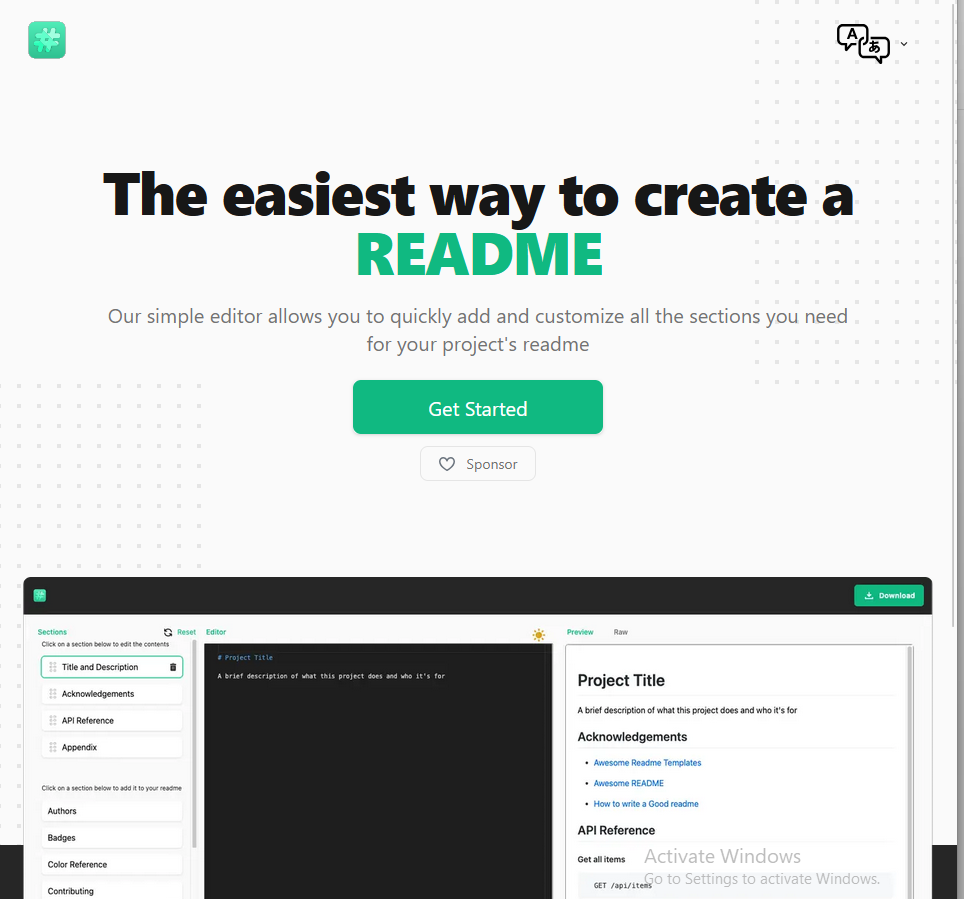 The easiest way to create a
README
Our simple editor allows you to quickly add and customize all the sections you need
for your project's readme
Get Started
Sponsor
Download
Sections
Reset
Click on a section below to edit the contents
Title and Description
Acknowledgements
API Reference
Appendix
Click on a section below to add it to your readme
Authors
Badges
Color Reference
Contributing
Editor
# Project Title
A brief description of what this project does and who it's for
Preview Raw
Project Title
A brief description of what this project does and who it's for
Acknowledgements
• Awesome Readme Templates
• Awesome README
• How to write a Good readme
API Reference
Get all items
GET /api/items
Activate Windows
Go to Settings to activate Windows.
A あ
#